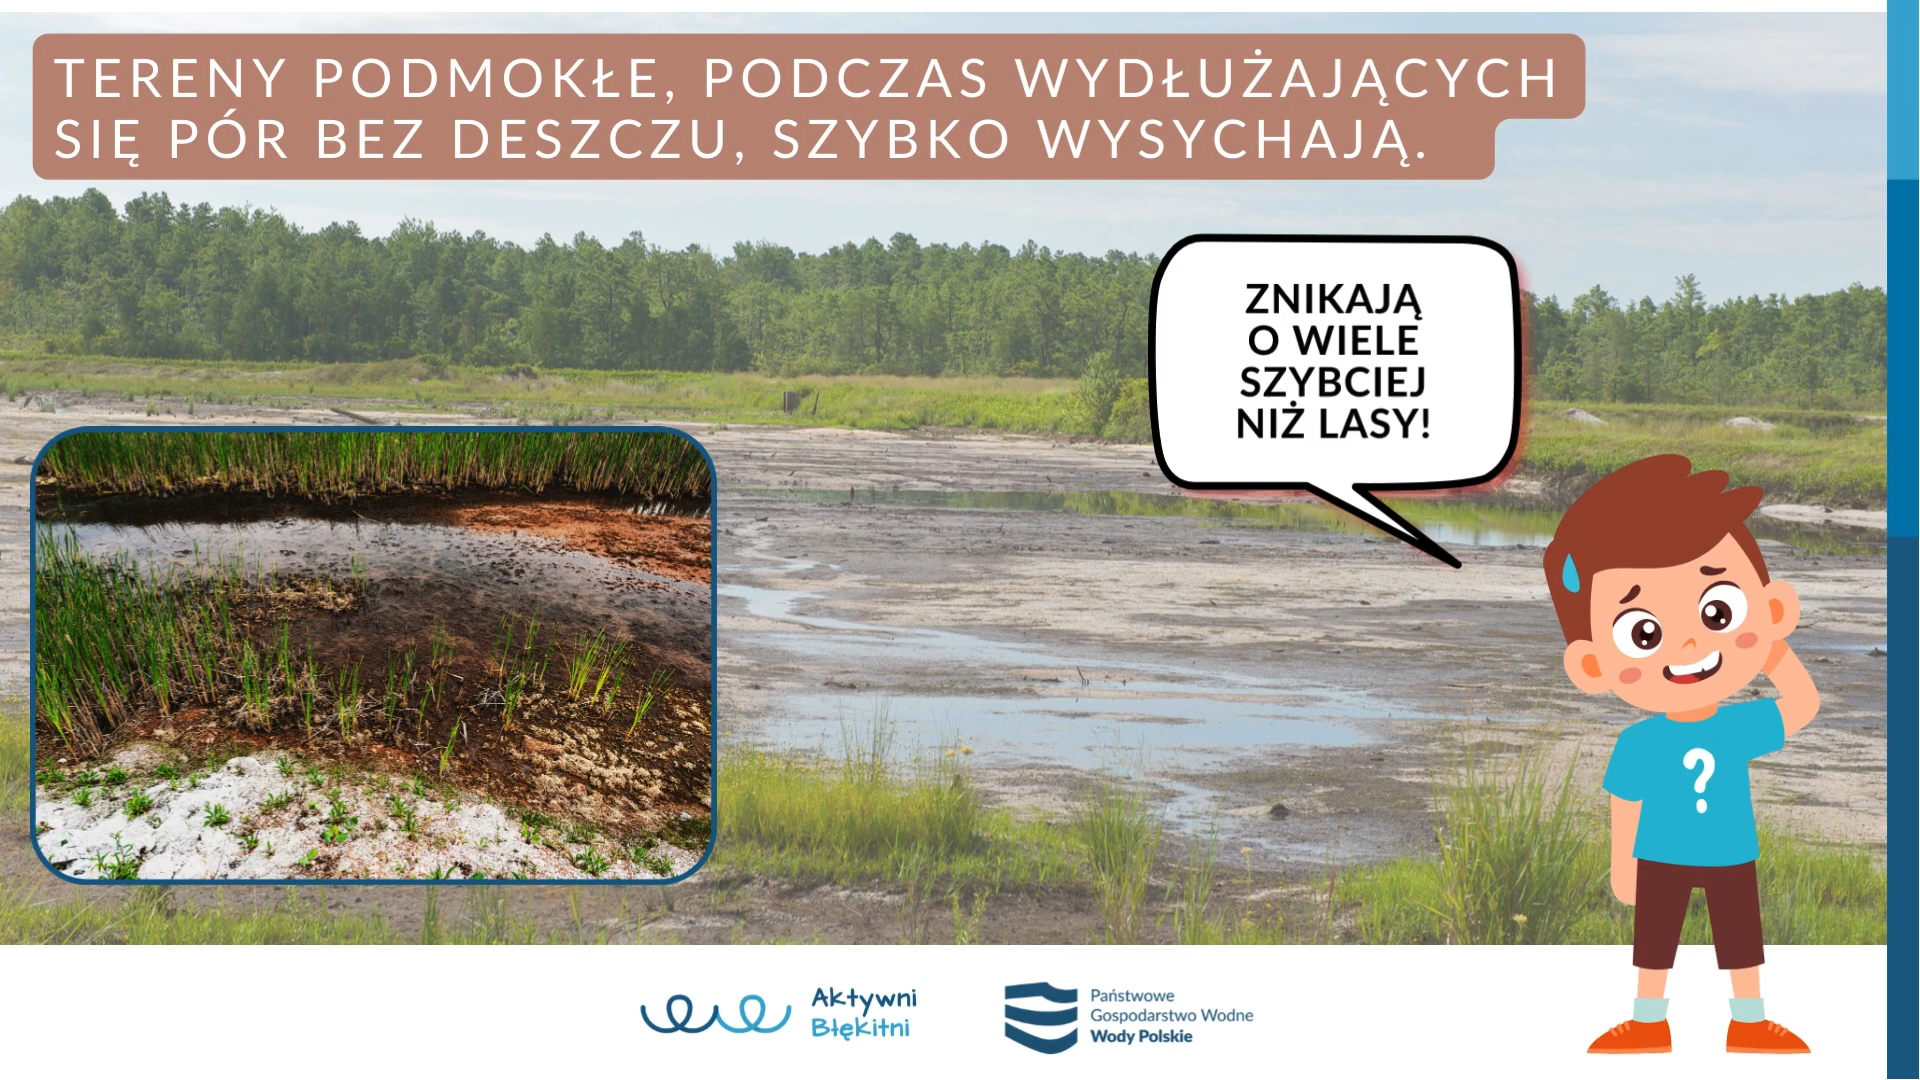 TERENY PODMOKŁE, PODCZAS WYDŁUŻAJĄCYCH
SIĘ PÓR BEZ DESZCZU, SZYBKO WYSYCHAJĄ.
ZNIKAJĄ
O WIELE
SZYBCIEJ
NIŻ LASY!
?
Aktywni
Błękitni
Państwowe
Gospodarstwo Wodne
Wody Polskie